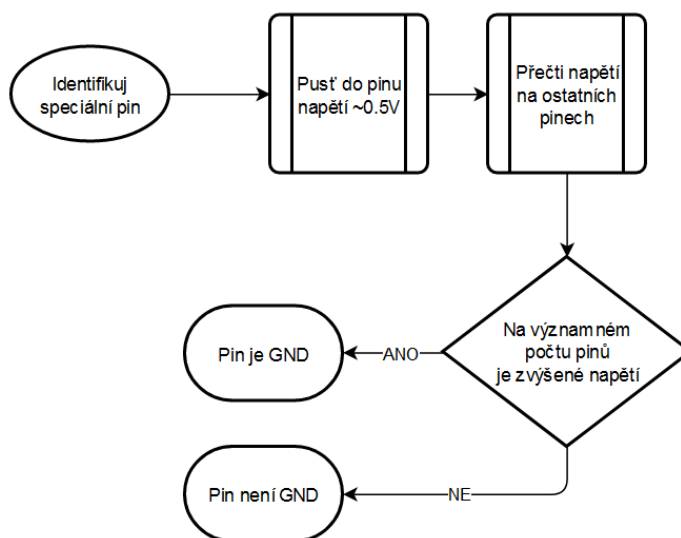 Identifikuj
speciální pin
Pusť do pinu
napětí ~0.5V
Přečti napětí
na ostatních
pinech
Na významném
počtu pinů
je zvýšené napětí
ANO
Pin je GND
NE
Pin není GND